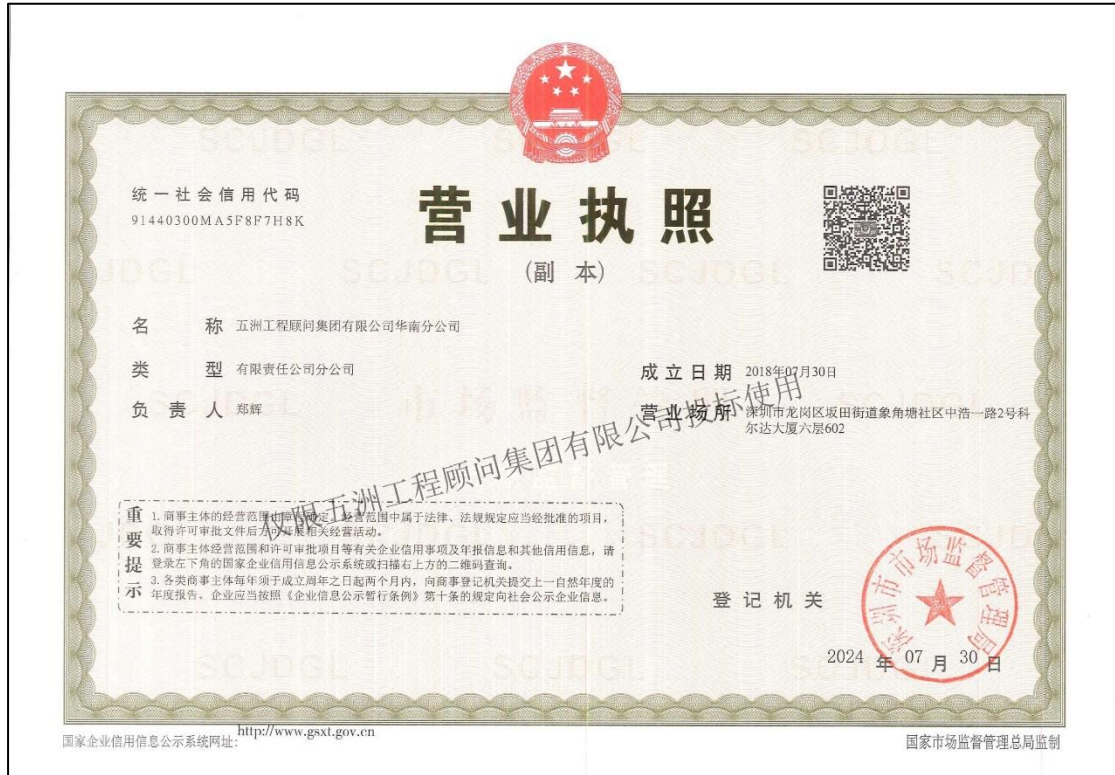 统一社会信用代码
91440300MA5F8F7H8K
营业执照
(副 本)
名 称 五洲工程顾问集团有限公司华南分公司
类 型 有限责任公司分公司
成立日期 2018年07月30日
负 责 人 郑辉
营业场所 深圳市龙岗区坂田街道象角塘社区中浩一路2号科
尔达大厦六层602
仅限五洲工程顾问集团有限公司投标使用
重要提示
1. 商事主体的经营范围由章程确定。经营范围中属于法律、法规规定应当经批准的项目，
取得许可审批文件后方可开展相关经营活动。
2. 商事主体经营范围和许可审批项目等有关企业信用事项及年报信息和其他信用信息，请
登录左下角的国家企业信用信息公示系统或扫描右上方的二维码查询。
3. 各类商事主体每年须于成立周年之日起两个月内，向商事登记机关提交上一自然年度的
年度报告。企业应当按照《企业信息公示暂行条例》第十条的规定向社会公示企业信息。
登记机关
深圳市市场监督管理局
2024 年 07 月 30 日
国家企业信用信息公示系统网址：http://www.gsxt.gov.cn
国家市场监督管理总局监制
SCJDGL